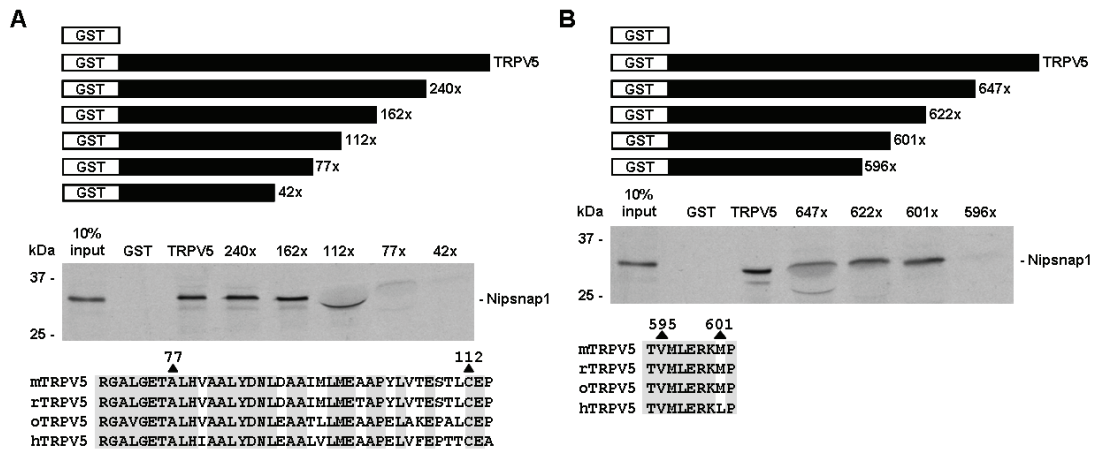 A
GST
GST TRPV5
GST 240x
GST 162x
GST 112x
GST 77x
GST 42x
kDa 10% input GST TRPV5 240x 162x 112x 77x 42x
37 -
- Nipsnap1
25 -
77 112
mTRPV5 RGALGETALHVAALYDNLDAAIMLMEAAPYLVTESTLCEP
rTRPV5 RGALGETALHVAALYDNLDAAIMLMETAPYLVTESTLCEP
oTRPV5 RGAVGETALHVAALYDNLEAATLLMEAAPELAKEPALCEP
hTRPV5 RGALGETALHIAALYDNLEAALVLMEAAPELVFEPTTCEA
B
GST
GST TRPV5
GST 647x
GST 622x
GST 601x
GST 596x
kDa 10% input GST TRPV5 647x 622x 601x 596x
37 -
- Nipsnap1
25 -
595 601
mTRPV5 TVMLERKMP
rTRPV5 TVMLERKMP
oTRPV5 TVMLERKMP
hTRPV5 TVMLERKLP